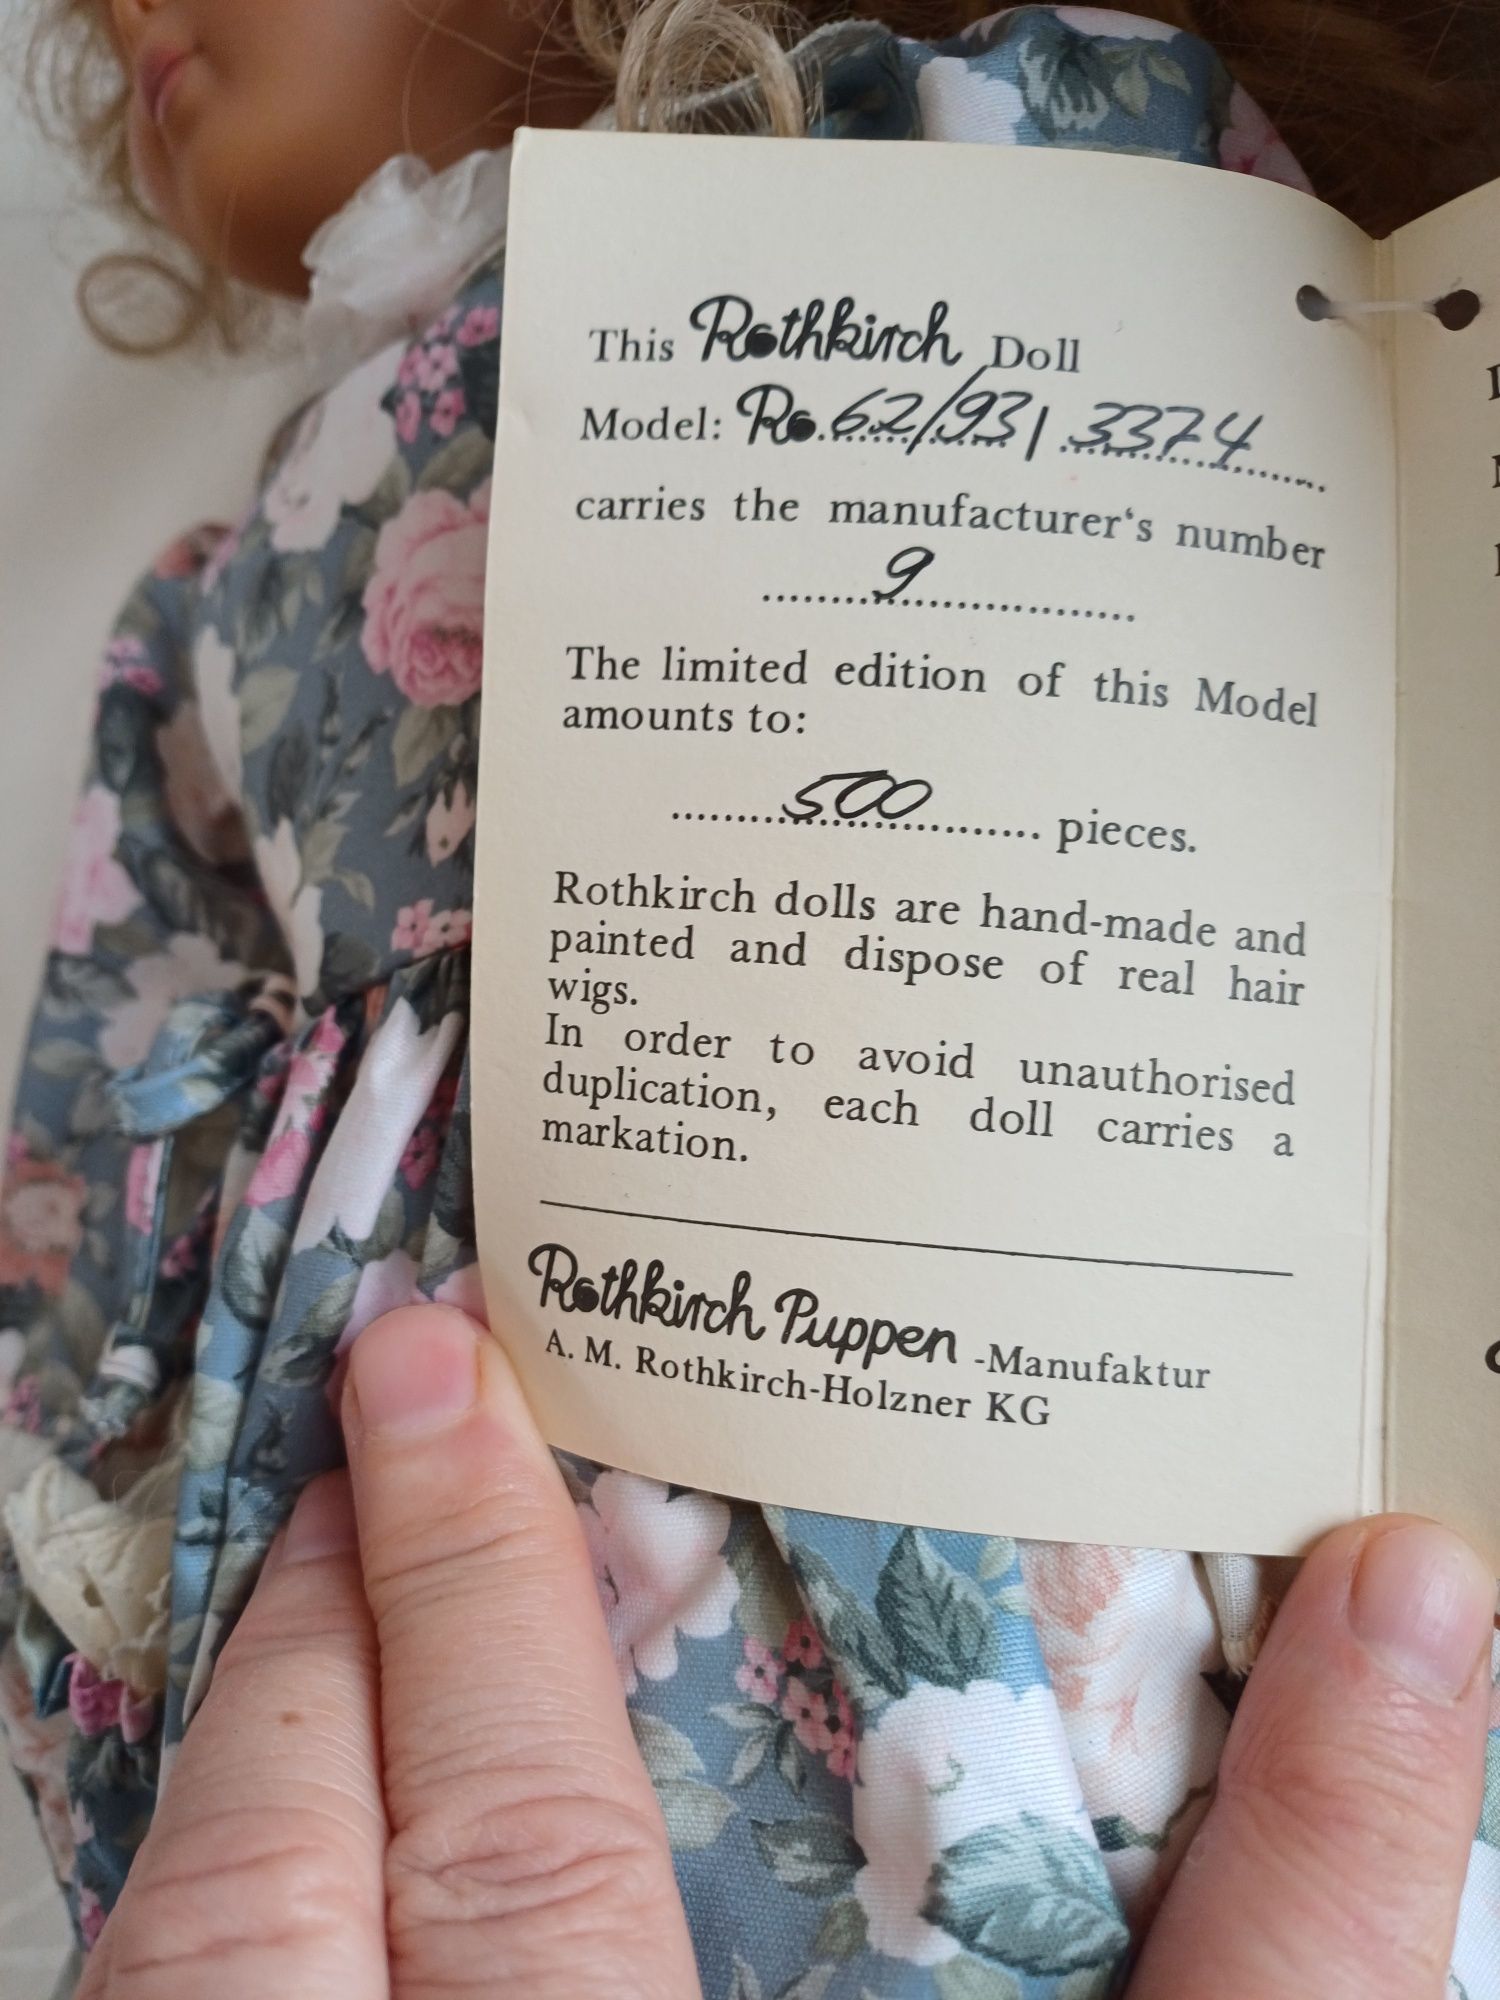 This Rothkirch Doll
Model: Ro. 62/93 | 3374
carries the manufacturer‘s number
9
The limited edition of this Model
amounts to:
500 pieces.
Rothkirch dolls are hand-made and
painted and dispose of real hair
wigs.
In order to avoid unauthorised
duplication, each doll carries a
markation.
Rothkirch Puppen -Manufaktur
A. M. Rothkirch-Holzner KG